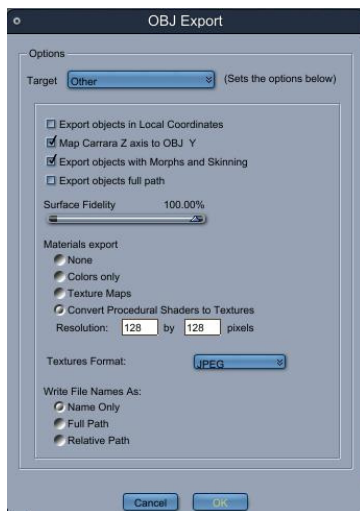 OBJ Export
Options
Target Other (Sets the options below)
Export objects in Local Coordinates
Map Carrara Z axis to OBJ Y
Export objects with Morphs and Skinning
Export objects full path
Surface Fidelity 100.00%
Materials export
None
Colors only
Texture Maps
Convert Procedural Shaders to Textures
Resolution: 128 by 128 pixels
Textures Format: JPEG
Write File Names As:
Name Only
Full Path
Relative Path
Cancel OK